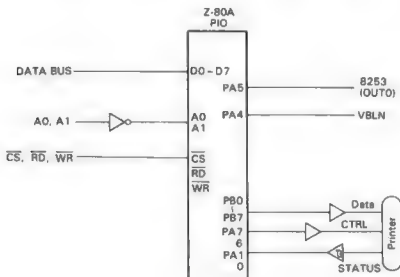 Z-80A
PIO
DATA BUS
D0 – D7
PA5
8253
(OUT0)
A0, A1
A0
A1
PA4
VBLN
CS, RD, WR
CS
RD
WR
PB0
PB7
Data
PA7
CTRL
6
PA1
0
STATUS
Printer